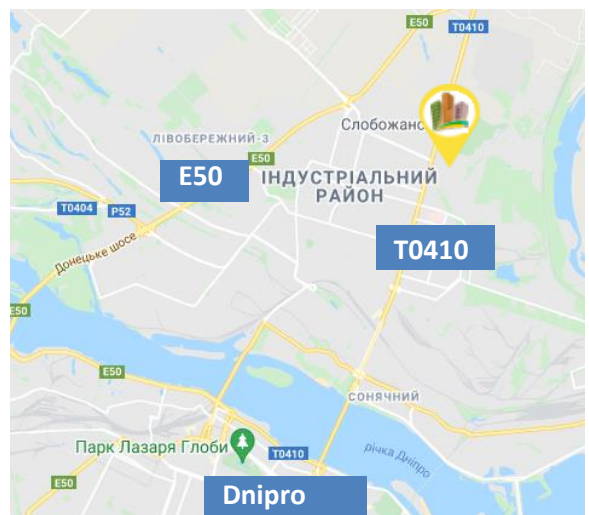 E50
T0410
Слобожанс
ЛІВОБЕРЕЖНИЙ-3
E50
E50
ІНДУСТРІАЛЬНИЙ
РАЙОН
T0404
P52
T0410
Донецьке шосе
E50
E50
СОНЯЧНИЙ
Парк Лазаря Глоби
T0410
річка Дніпро
E50
Dnipro